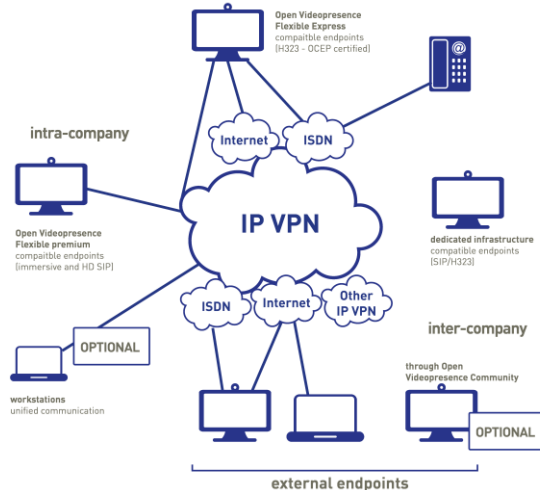 Open Videopresence
Flexible Express
compaitble endpoints
[H323 - OCEP certified]
@
intra-company
Internet
ISDN
IP VPN
Open Videopresence
Flexible premium
compaitble endpoints
[immersive and HD SIP]
dedicated infrastructure
compatible endpoints
[SIP/H323]
ISDN
Internet
Other
IP VPN
inter-company
OPTIONAL
workstations
unified communication
through Open
Videopresence Community
OPTIONAL
external endpoints